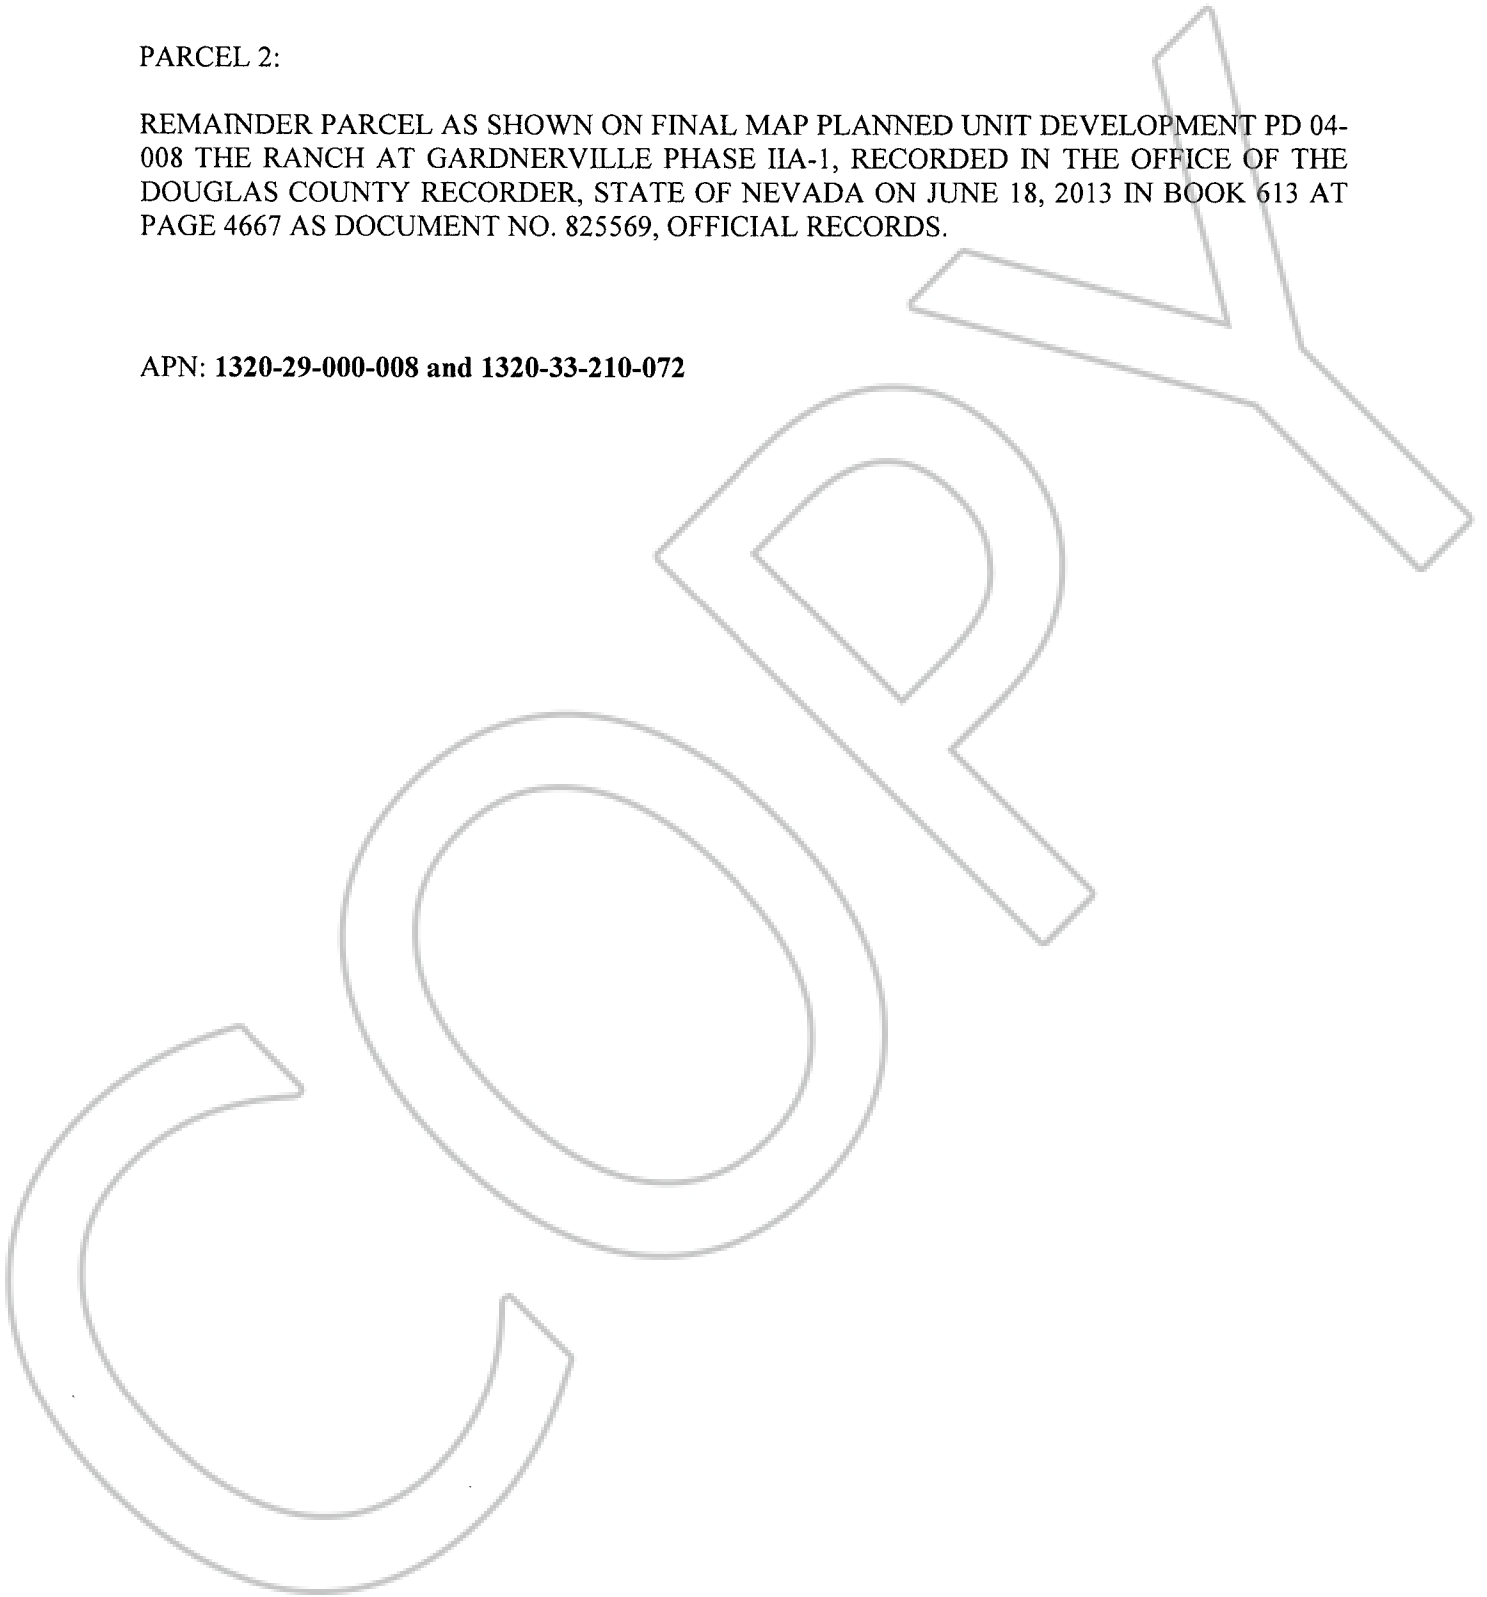 PARCEL 2:
REMAINDER PARCEL AS SHOWN ON FINAL MAP PLANNED UNIT DEVELOPMENT PD 04-
008 THE RANCH AT GARDNERVILLE PHASE IIA-1, RECORDED IN THE OFFICE OF THE
DOUGLAS COUNTY RECORDER, STATE OF NEVADA ON JUNE 18, 2013 IN BOOK 613 AT
PAGE 4667 AS DOCUMENT NO. 825569, OFFICIAL RECORDS.
APN: 1320-29-000-008 and 1320-33-210-072
COPY